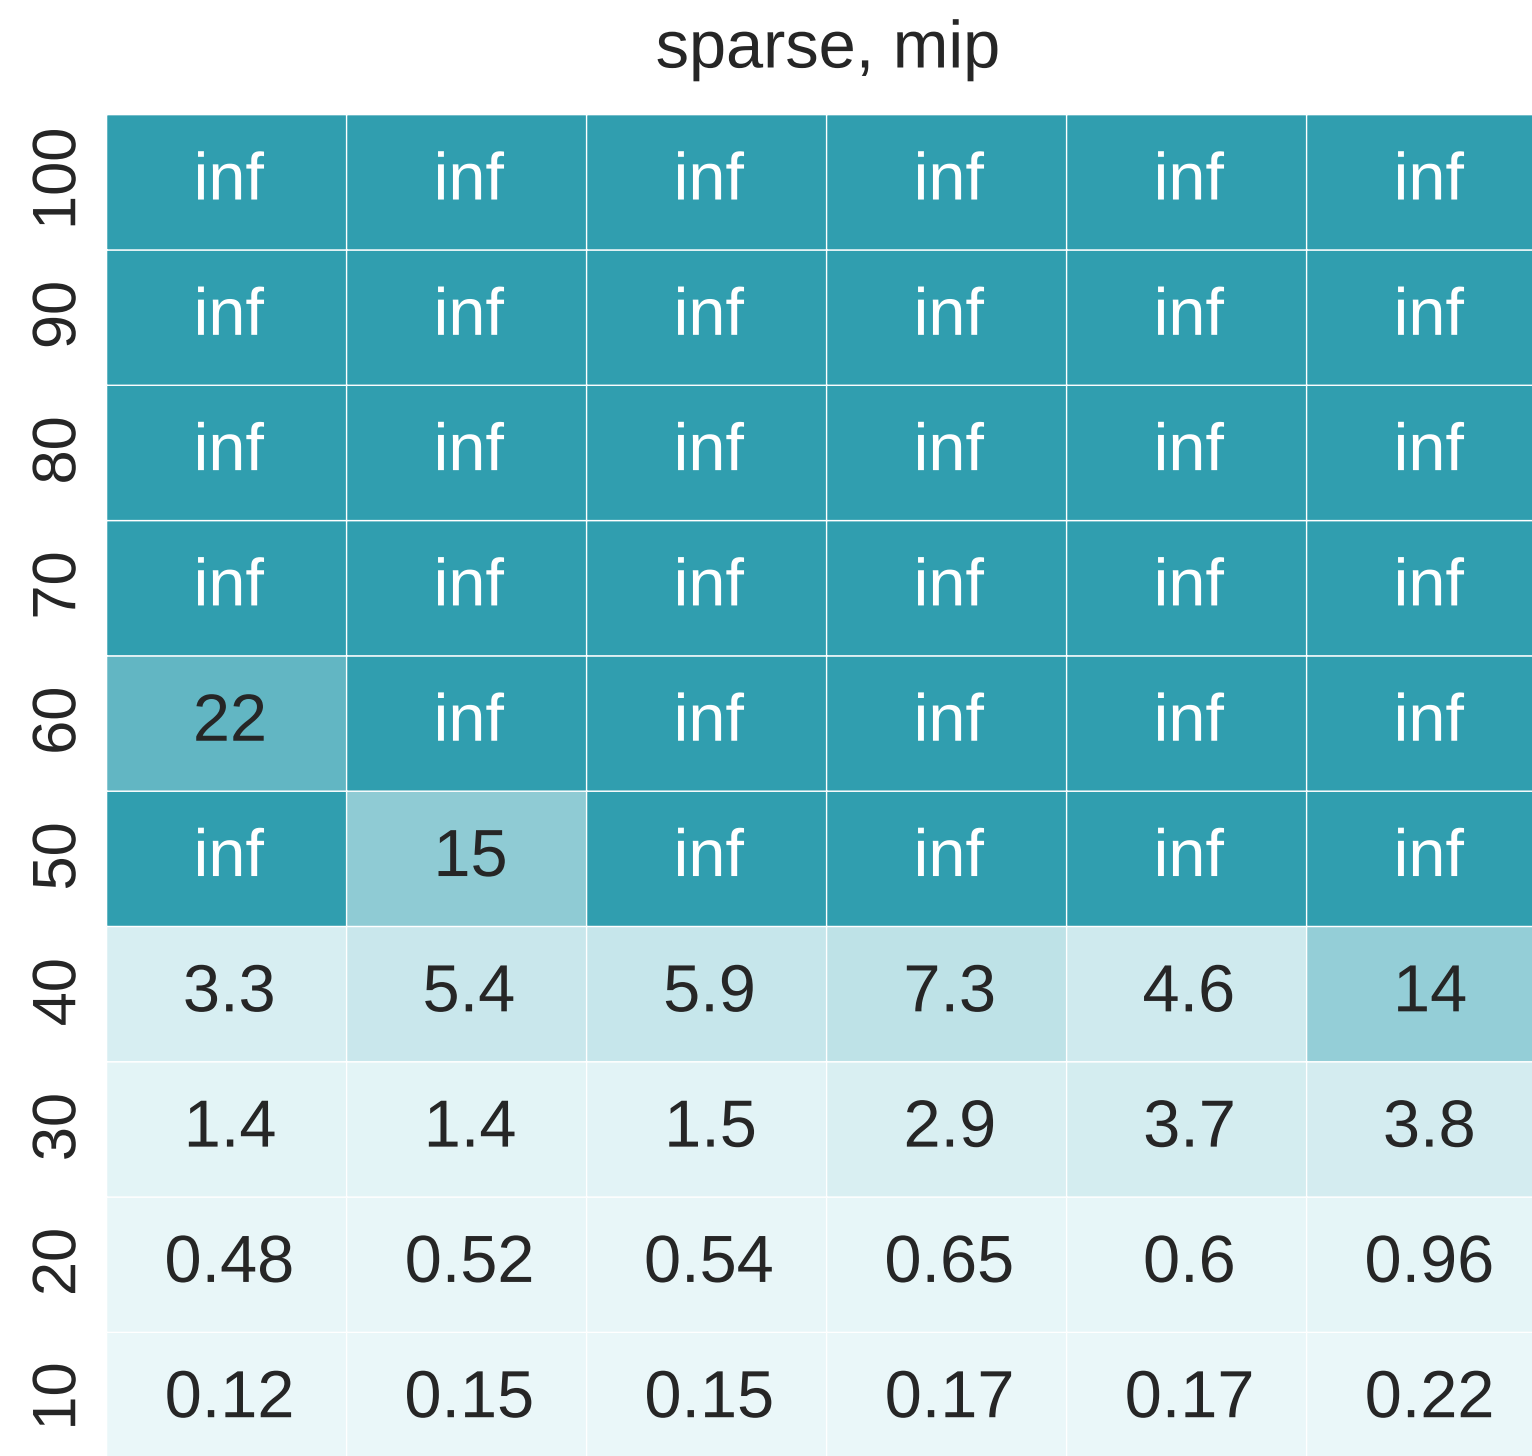 sparse, mip
100 inf inf inf inf inf inf
90 inf inf inf inf inf inf
80 inf inf inf inf inf inf
70 inf inf inf inf inf inf
60 22 inf inf inf inf inf
50 inf 15 inf inf inf inf
40 3.3 5.4 5.9 7.3 4.6 14
30 1.4 1.4 1.5 2.9 3.7 3.8
20 0.48 0.52 0.54 0.65 0.6 0.96
10 0.12 0.15 0.15 0.17 0.17 0.22